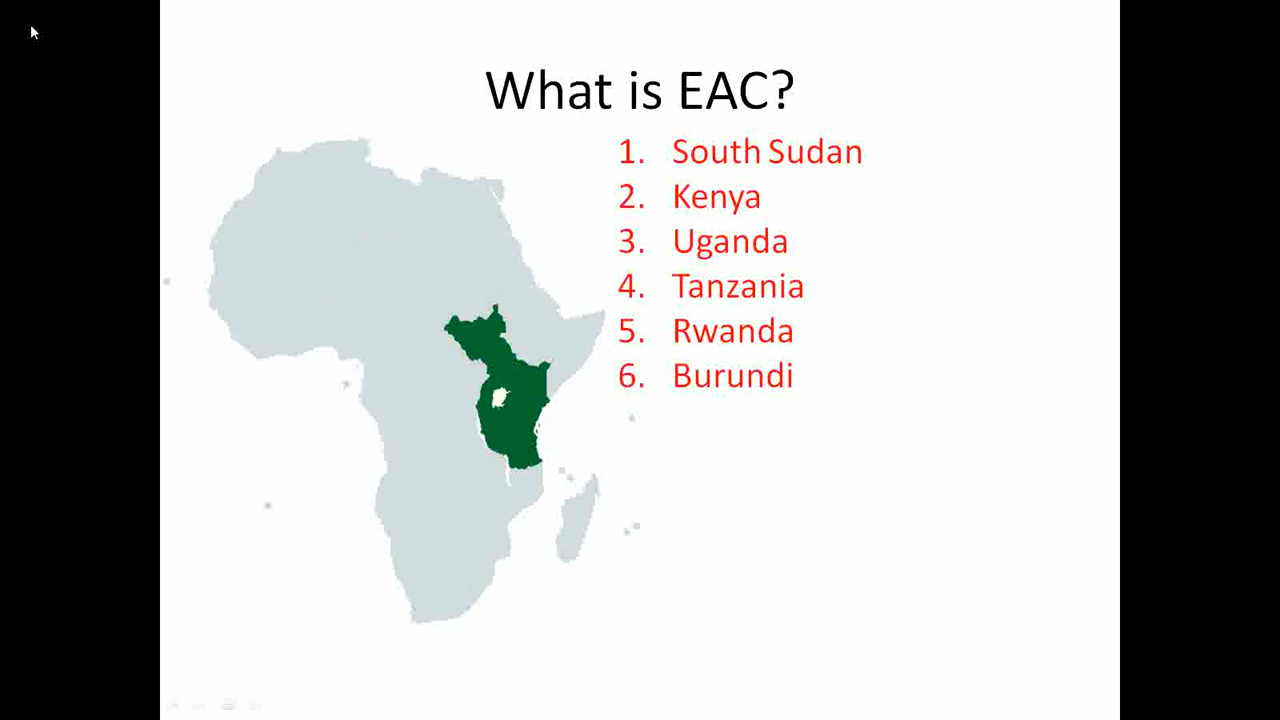 What is EAC?
1. South Sudan
2. Kenya
3. Uganda
4. Tanzania
5. Rwanda
6. Burundi